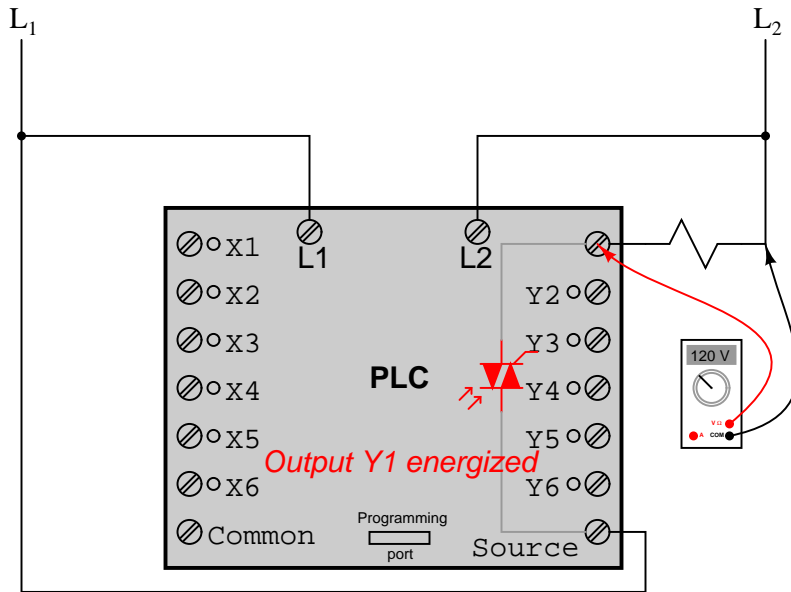 L1
L2
X1
L1
L2
X2
Y2
X3
Y3
120 V
X4
PLC
Y4
V Ω
A
COM
X5
Y5
Output Y1 energized
X6
Y6
Common
Programming
port
Source